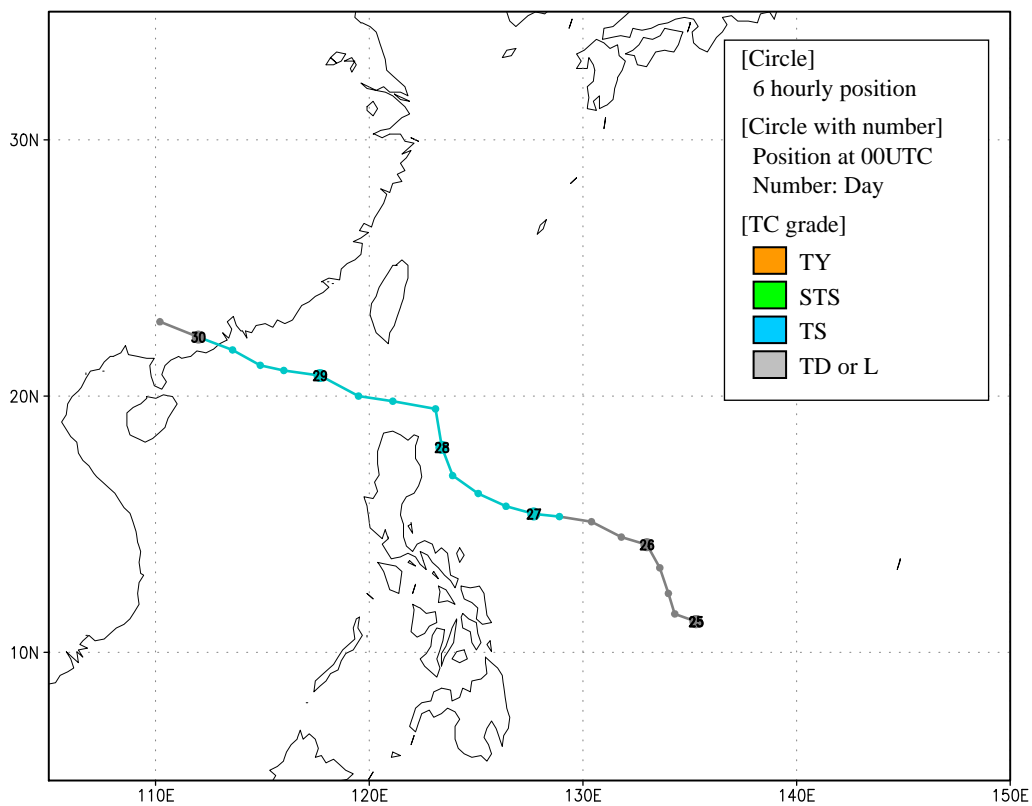 [Circle]
6 hourly position
[Circle with number]
Position at 00UTC
Number: Day
[TC grade]
TY
STS
TS
TD or L
30N
20N
10N
30
29
28
27
26
25
110E
120E
130E
140E
150E